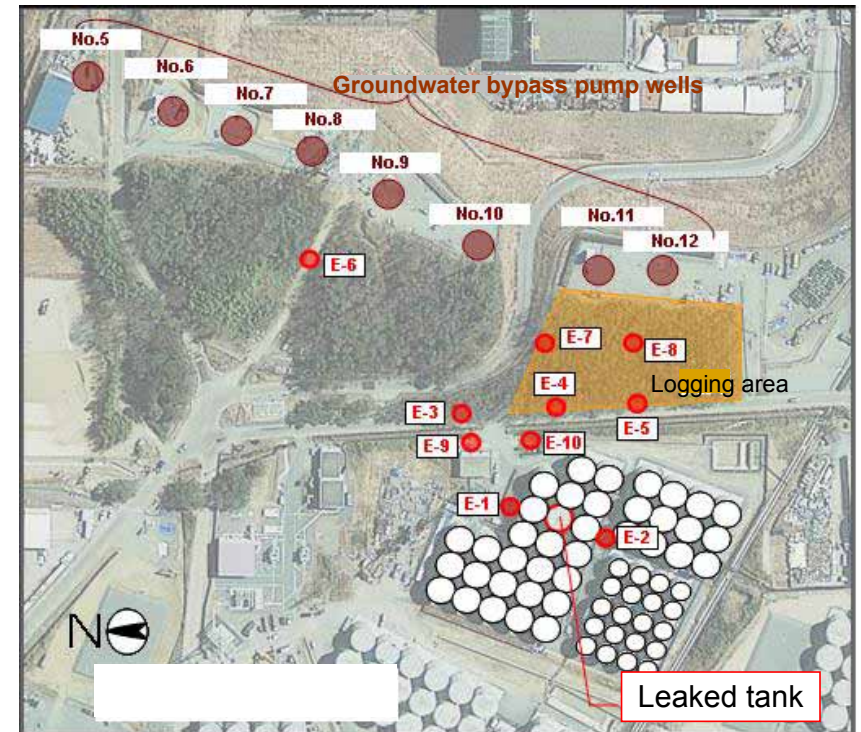 No.5
No.6
Groundwater bypass pump wells
No.7
No.8
No.9
No.10
No.11
No.12
E-6
E-7
E-8
Logging area
E-4
E-3
E-5
E-9
E-10
E-1
E-2
N
Leaked tank